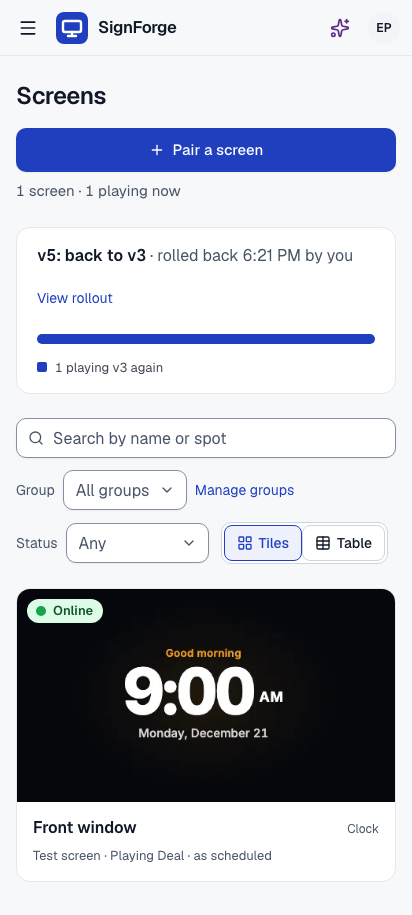 SignForge
EP
Screens
Pair a screen
1 screen · 1 playing now
v5: back to v3 · rolled back 6:21 PM by you
View rollout
1 playing v3 again
Search by name or spot
Group All groups Manage groups
Status Any Tiles Table
Online
Good morning
9:00 AM
Monday, December 21
Front window Clock
Test screen · Playing Deal · as scheduled